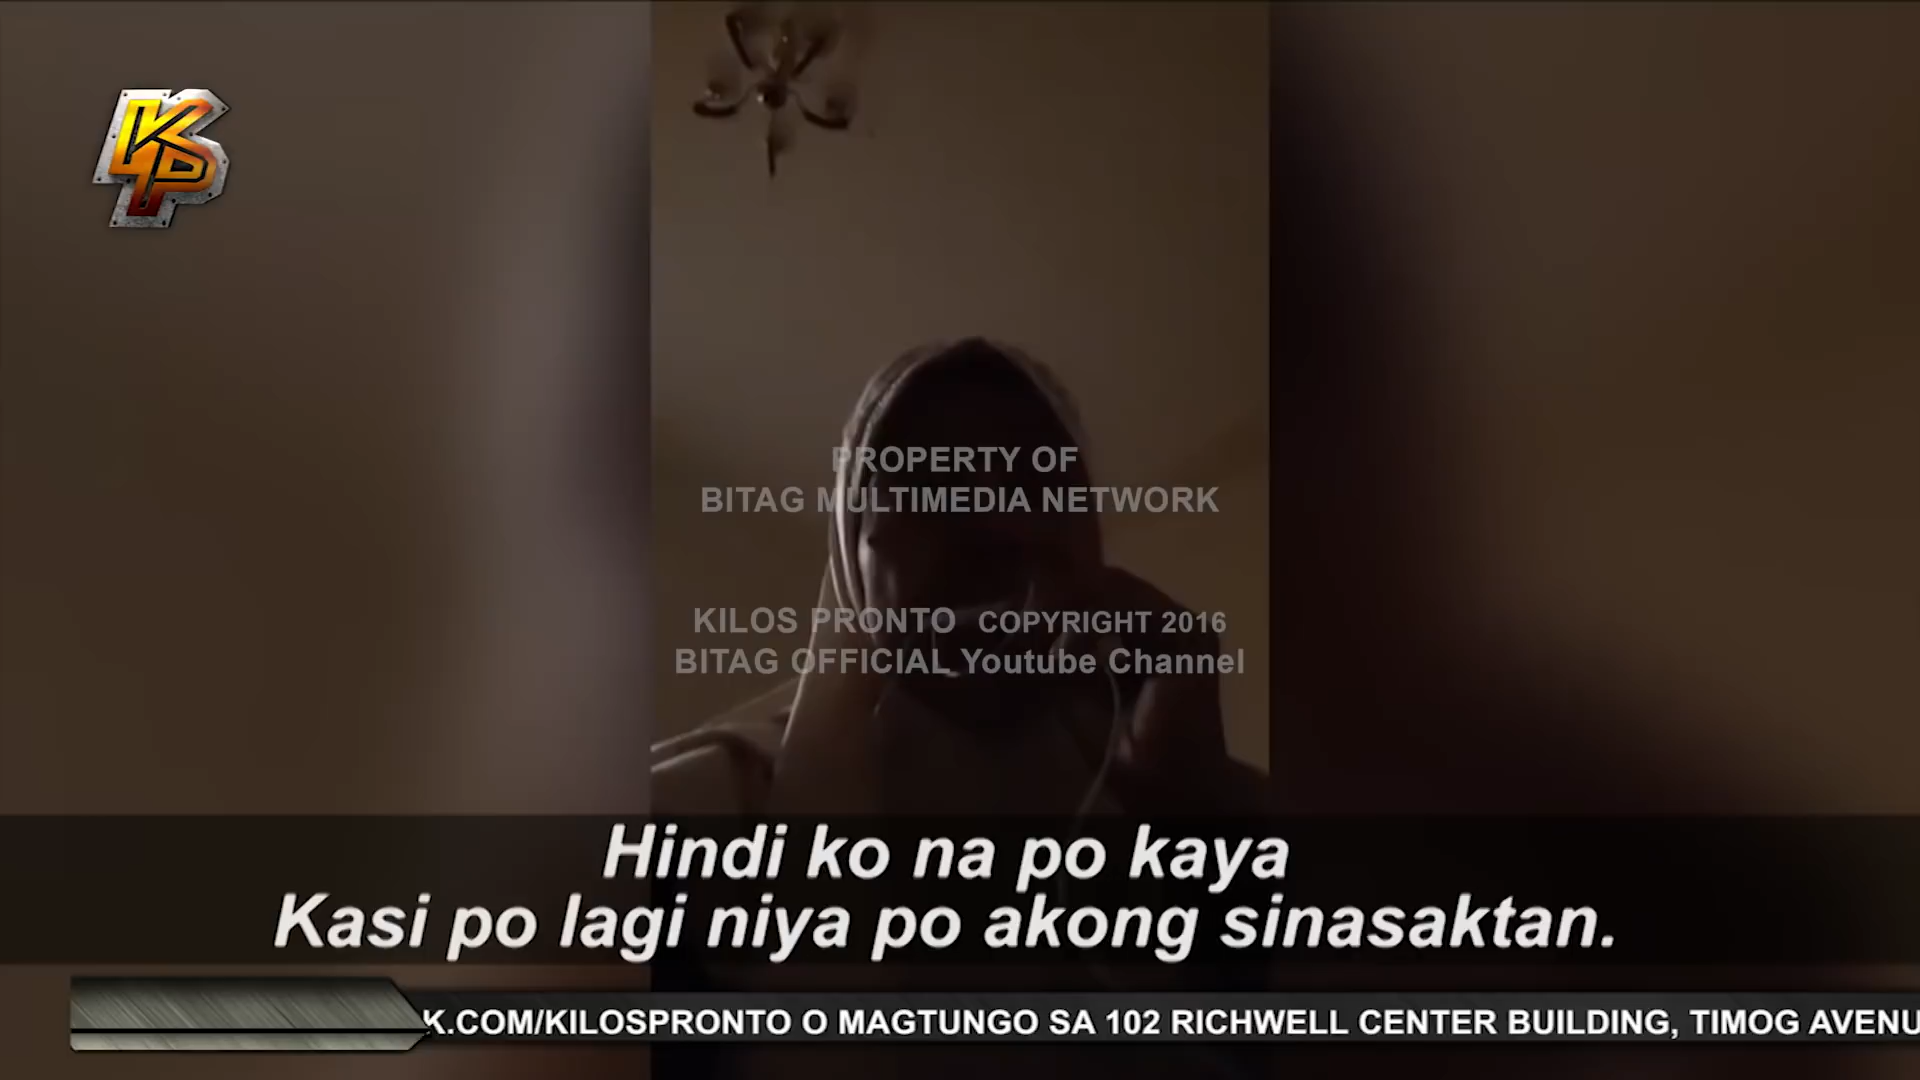 KP
PROPERTY OF
BITAG MULTIMEDIA NETWORK
KILOS PRONTO COPYRIGHT 2016
BITAG OFFICIAL Youtube Channel
Hindi ko na po kaya
Kasi po lagi niya po akong sinasaktan.
K.COM/KILOSPRONTO O MAGTUNGO SA 102 RICHWELL CENTER BUILDING, TIMOG AVENU